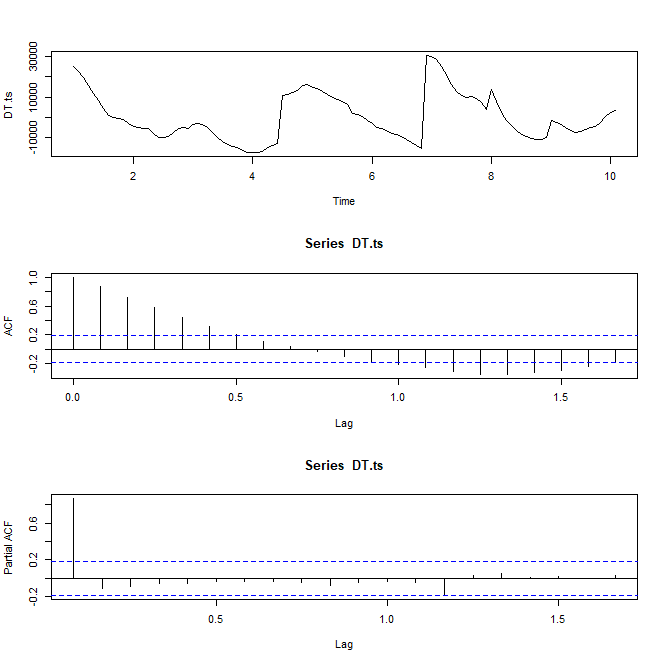 DT.ts
-10000 10000 30000
2 4 6 8 10
Time
Series DT.ts
ACF
-0.2 0.2 0.6 1.0
0.0 0.5 1.0 1.5
Lag
Series DT.ts
Partial ACF
-0.2 0.2 0.6
0.5 1.0 1.5
Lag